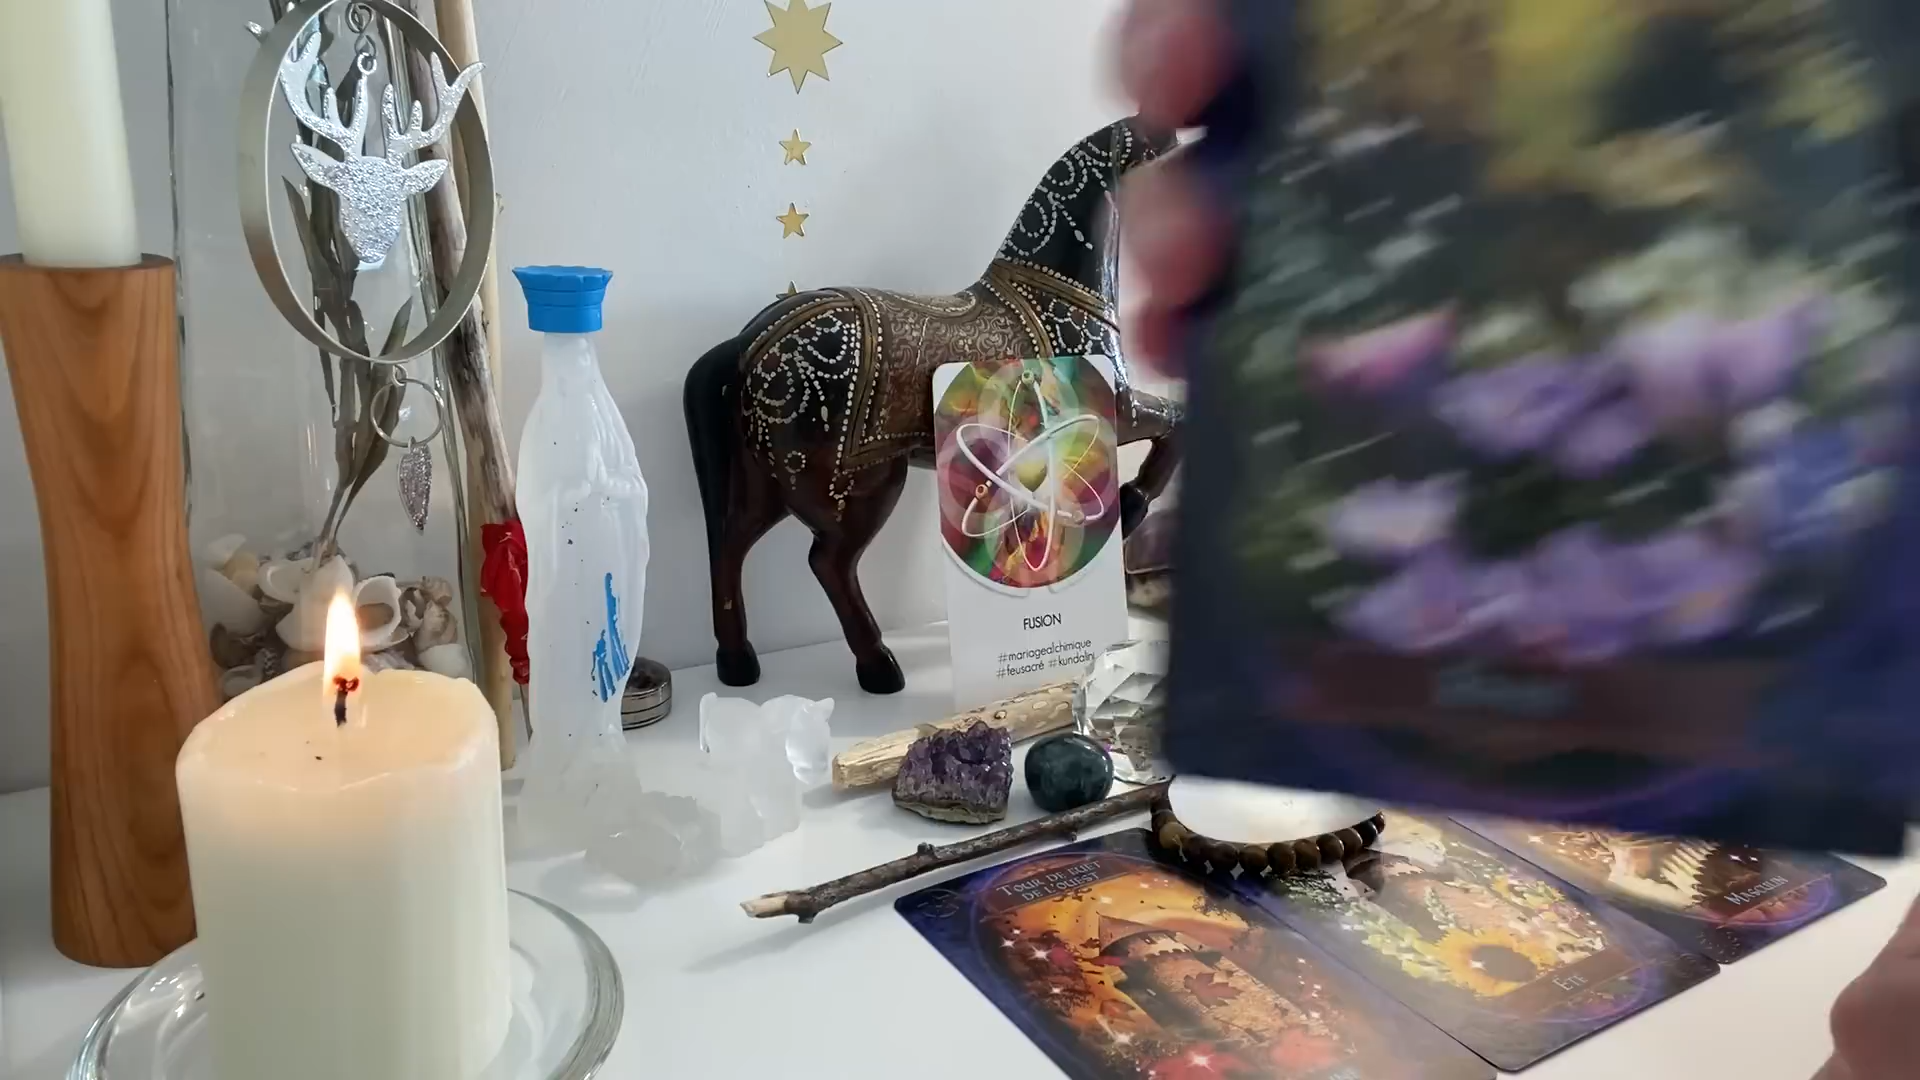 FUSION
#mariagealchimique
#feusacré #kundalini
TOUR DE GUET
DE L'OUEST
ÉTÉ
MASCULIN